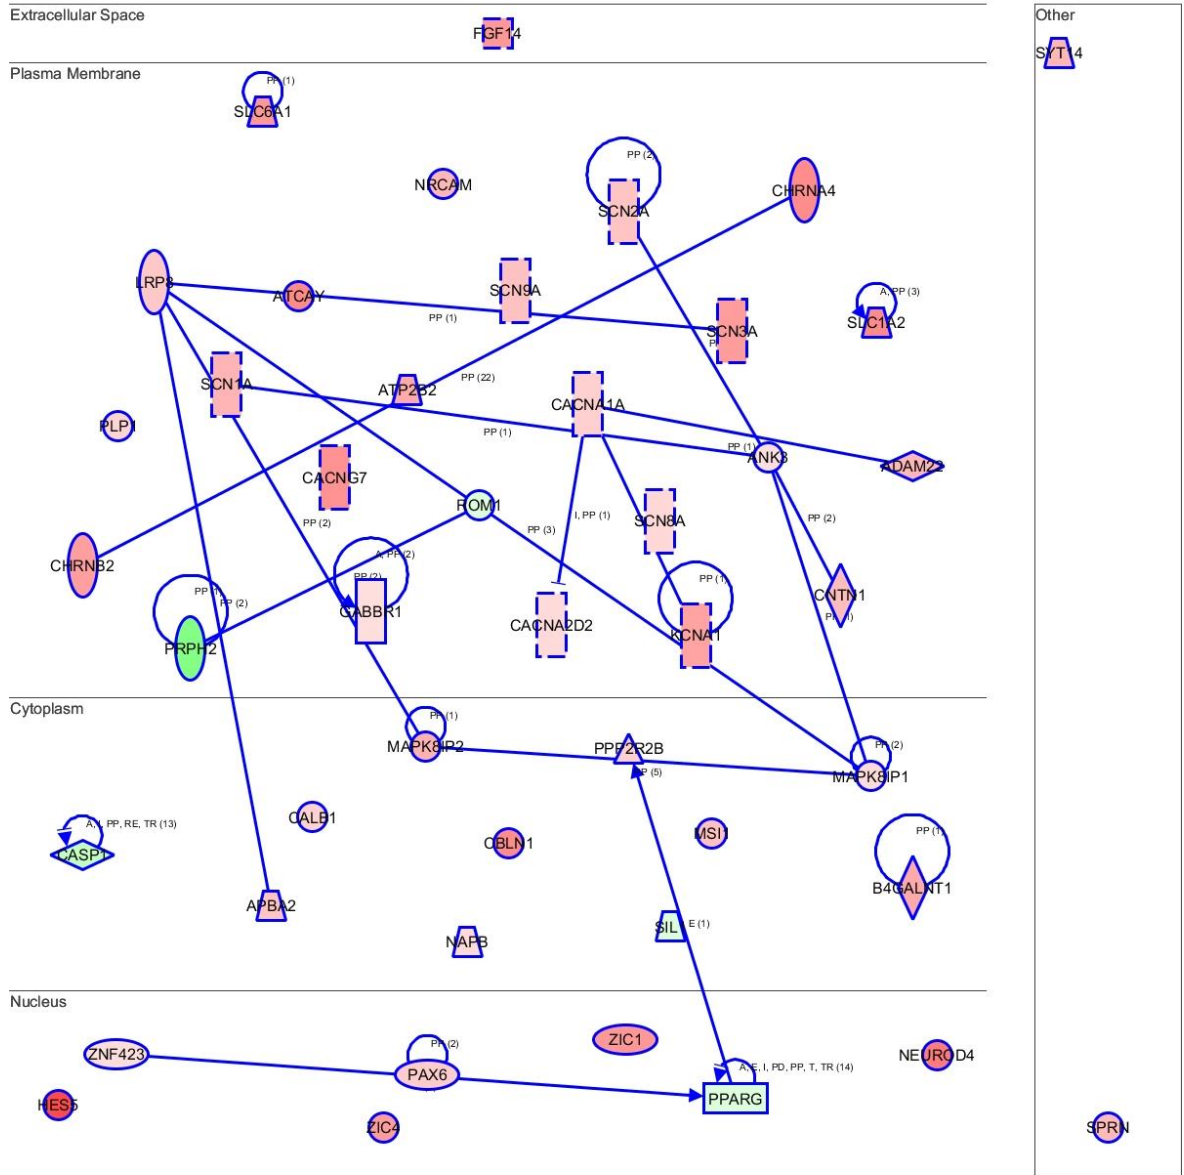 Extracellular Space
Other
FGF14
SYT14
Plasma Membrane
PP (1)
SLC6A1
PP (2)
NRCAM
CHRNA4
SCN2A
ATCAY
SCN9A
A, PP (3)
PP (1)
SLC1A2
SCN3A
PP (22)
SCN1A
ATP2B2
CACNA1A
PLP1
PP (1)
PP (1)
ANK3
ADAM22
CACNG7
ROM1
I, PP (1)
SCN8A
PP (2)
PP (2)
PP (3)
A, PP (2)
PP (2)
CHRNB2
PP (1)
PP (1)
CNTN1
PP (2)
GABBR1
CACNA2D2
KCNA1
PRPH2
Cytoplasm
PP (1)
MAPK8IP2
PPP2R2B
PP (2)
PP (5)
MAPK8IP1
A, I, PP, RE, TR (13)
CALB1
CBLN1
MSI1
PP (1)
CASP1
B4GALNT1
APBA2
E (1)
NAPB
Nucleus
ZNF423
PP (2)
ZIC1
NEUROD4
PAX6
A, E, I, PD, PP, T, TR (14)
HES5
PPARG
ZIC4
SPRN